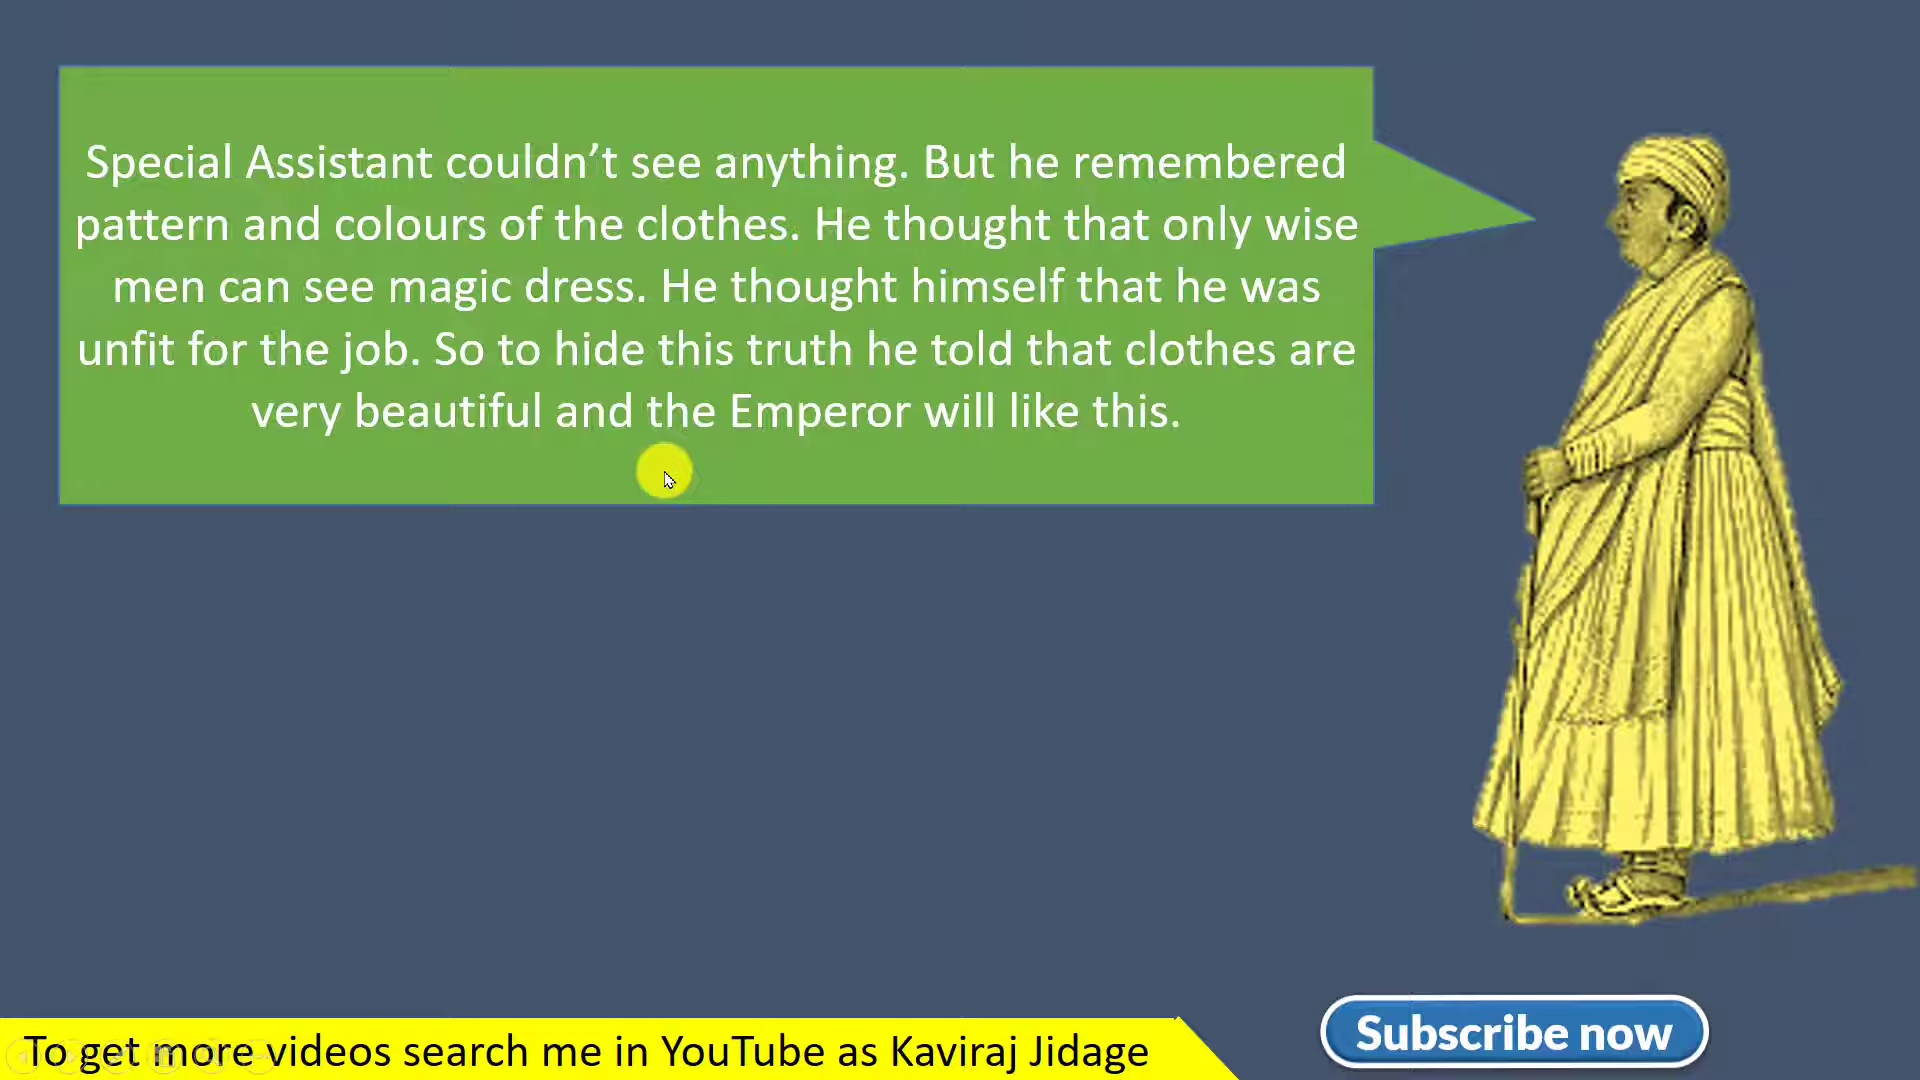 Special Assistant couldn’t see anything. But he remembered
pattern and colours of the clothes. He thought that only wise
men can see magic dress. He thought himself that he was
unfit for the job. So to hide this truth he told that clothes are
very beautiful and the Emperor will like this.
To get more videos search me in YouTube as Kaviraj Jidage
Subscribe now